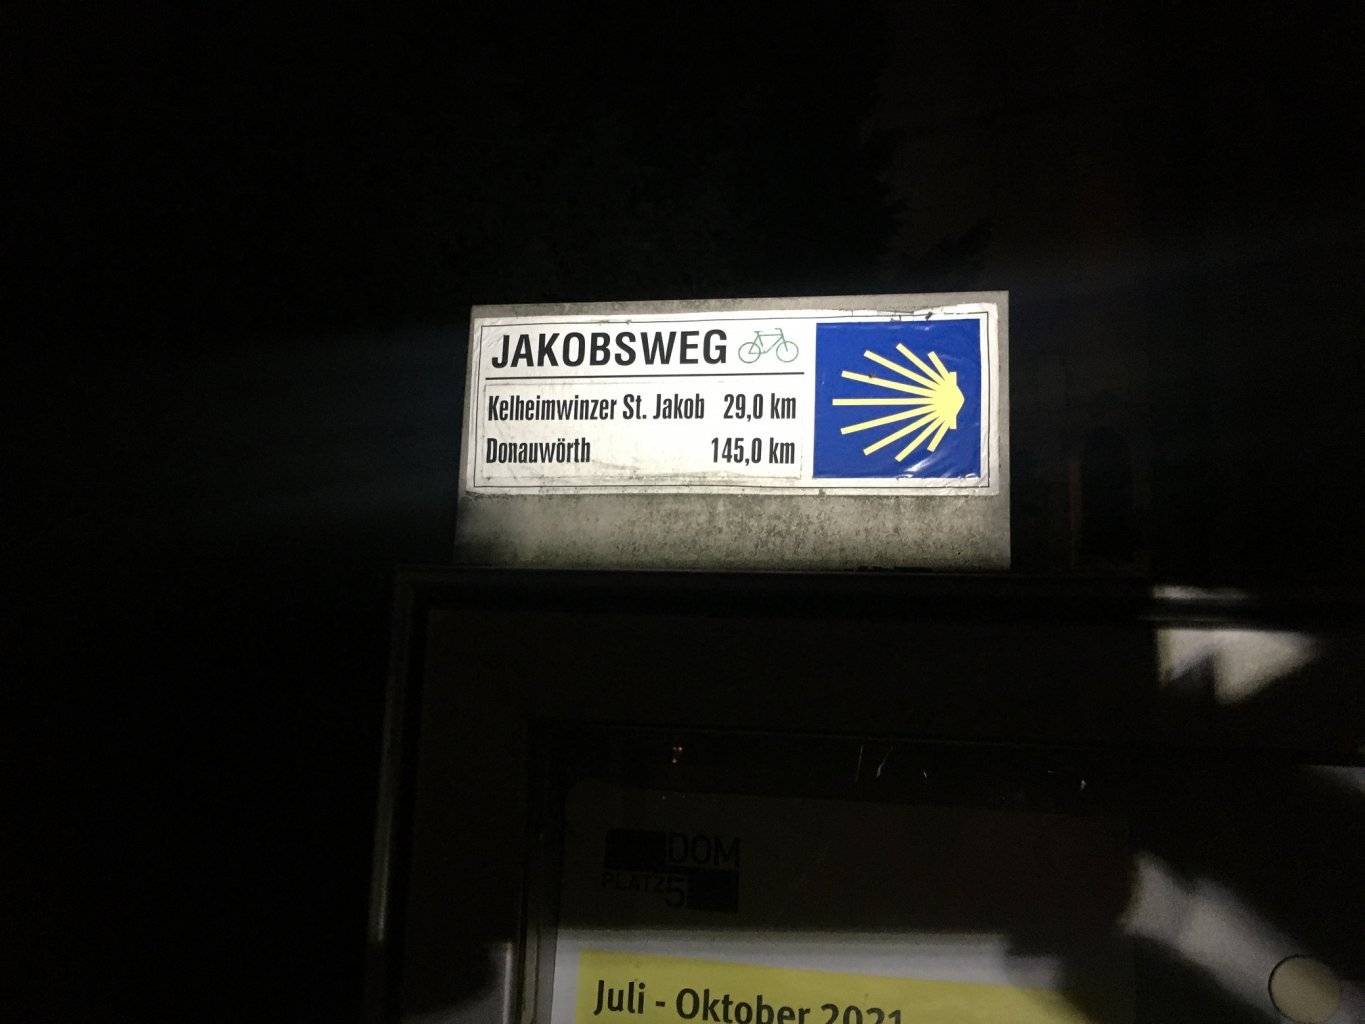 JAKOBSWEG
Kelheimwinzer St. Jakob 29,0 km
Donauwörth 145,0 km
DOM
PLATZ 5
Juli - Oktober 2021